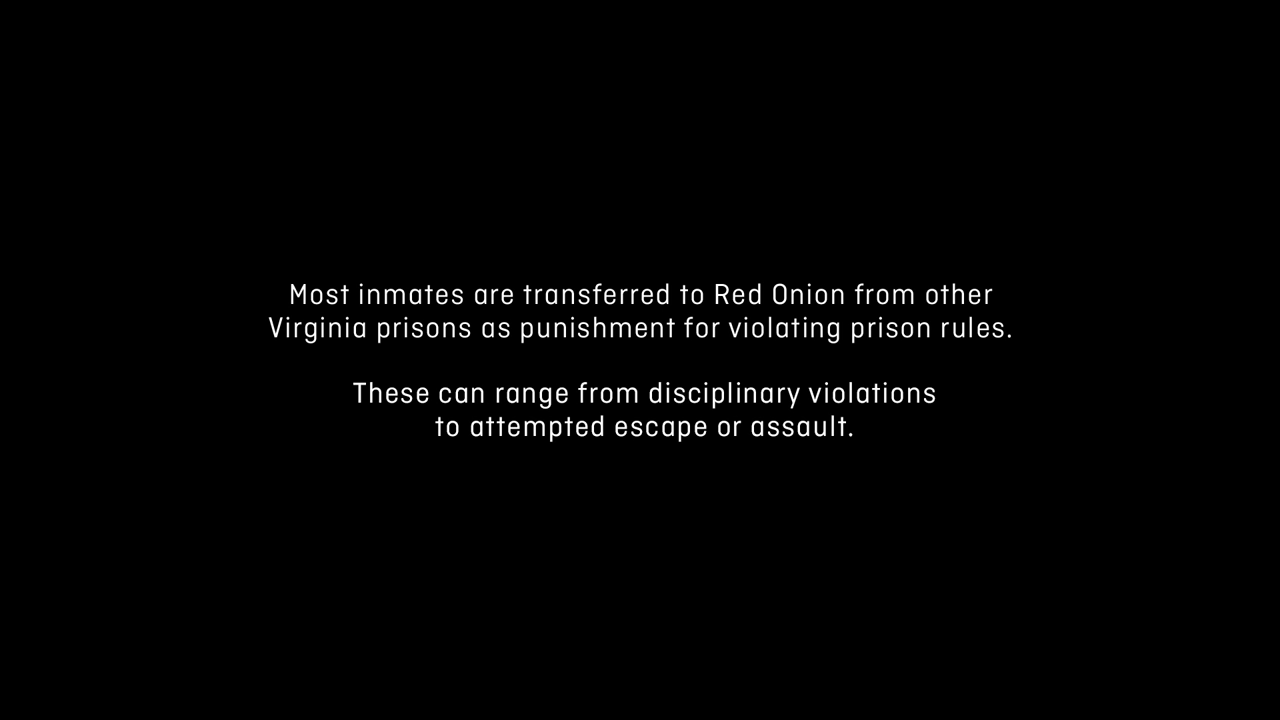 Most inmates are transferred to Red Onion from other
Virginia prisons as punishment for violating prison rules.
These can range from disciplinary violations
to attempted escape or assault.